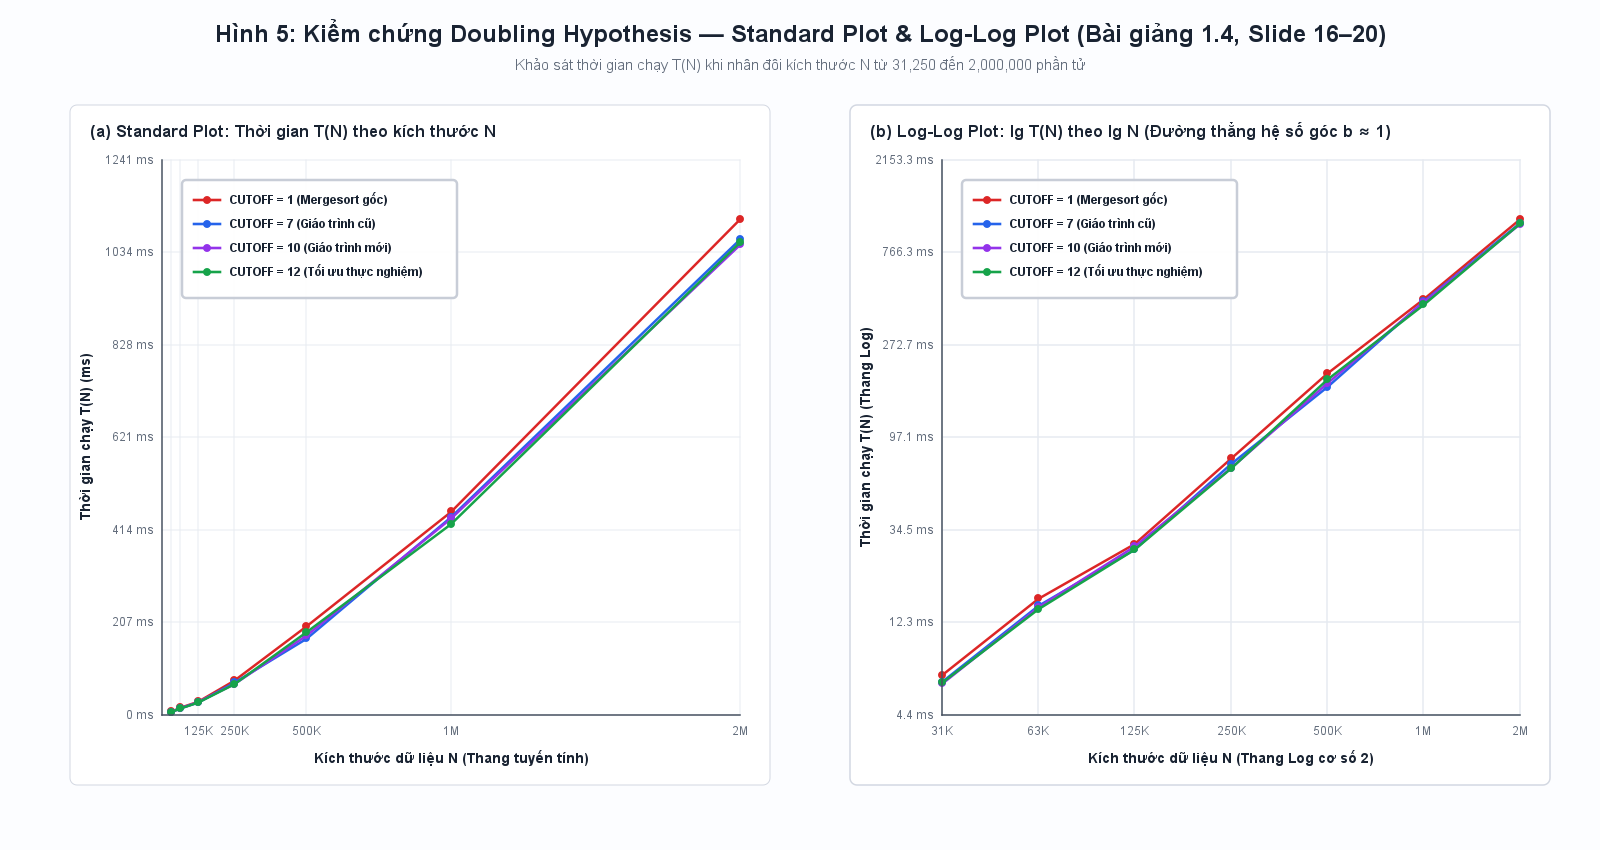 Hình 5: Kiểm chứng Doubling Hypothesis — Standard Plot & Log-Log Plot (Bài giảng 1.4, Slide 16–20)
Khảo sát thời gian chạy T(N) khi nhân đôi kích thước N từ 31,250 đến 2,000,000 phần tử
(a) Standard Plot: Thời gian T(N) theo kích thước N
1241 ms
1034 ms
828 ms
621 ms
414 ms
207 ms
0 ms
Thời gian chạy T(N) (ms)
CUTOFF = 1 (Mergesort gốc)
CUTOFF = 7 (Giáo trình cũ)
CUTOFF = 10 (Giáo trình mới)
CUTOFF = 12 (Tối ưu thực nghiệm)
125K 250K 500K 1M 2M
Kích thước dữ liệu N (Thang tuyến tính)
(b) Log-Log Plot: lg T(N) theo lg N (Đường thẳng hệ số góc b ≈ 1)
2153.3 ms
766.3 ms
272.7 ms
97.1 ms
34.5 ms
12.3 ms
4.4 ms
Thời gian chạy T(N) (Thang Log)
CUTOFF = 1 (Mergesort gốc)
CUTOFF = 7 (Giáo trình cũ)
CUTOFF = 10 (Giáo trình mới)
CUTOFF = 12 (Tối ưu thực nghiệm)
31K 63K 125K 250K 500K 1M 2M
Kích thước dữ liệu N (Thang Log cơ số 2)